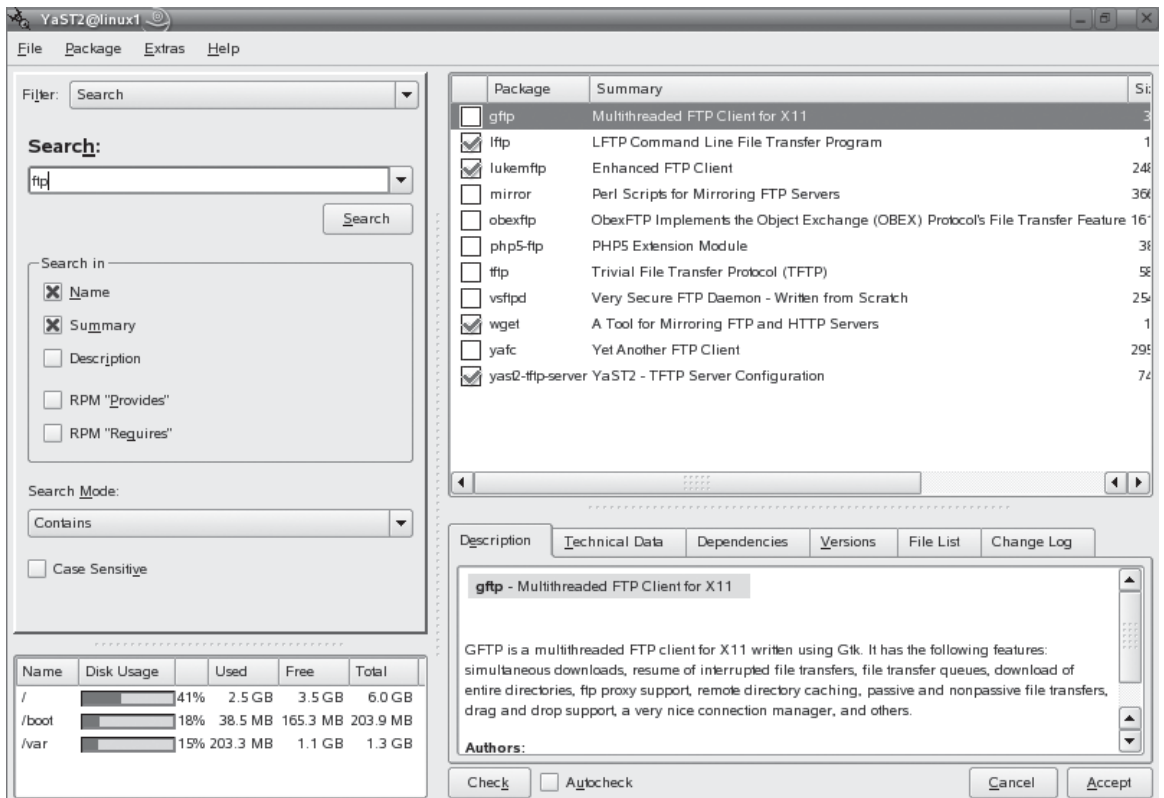 YaST2@linux1
File Package Extras Help
Filter: Search
Search:
ftp
Search
Search in
Name
Summary
Description
RPM "Provides"
RPM "Requires"
Search Mode:
Contains
Case Sensitive
Name Disk Usage Used Free Total
/ 41% 2.5 GB 3.5 GB 6.0 GB
/boot 18% 38.5 MB 165.3 MB 203.9 MB
/var 15% 203.3 MB 1.1 GB 1.3 GB
Package Summary
gftp Multithreaded FTP Client for X11 3
lftp LFTP Command Line File Transfer Program 1
lukemftp Enhanced FTP Client 248
mirror Perl Scripts for Mirroring FTP Servers 366
obexftp ObexFTP Implements the Object Exchange (OBEX) Protocol's File Transfer Feature 161
php5-ftp PHP5 Extension Module 38
tftp Trivial File Transfer Protocol (TFTP) 58
vsftpd Very Secure FTP Daemon - Written from Scratch 254
wget A Tool for Mirroring FTP and HTTP Servers 1
yafc Yet Another FTP Client 295
yast2-tftp-server YaST2 - TFTP Server Configuration 74
Description Technical Data Dependencies Versions File List Change Log
gftp - Multithreaded FTP Client for X11
GFTP is a multithreaded FTP client for X11 written using Gtk. It has the following features:
simultaneous downloads, resume of interrupted file transfers, file transfer queues, download of
entire directories, ftp proxy support, remote directory caching, passive and nonpassive file transfers,
drag and drop support, a very nice connection manager, and others.
Authors:
Check Autocheck Cancel Accept